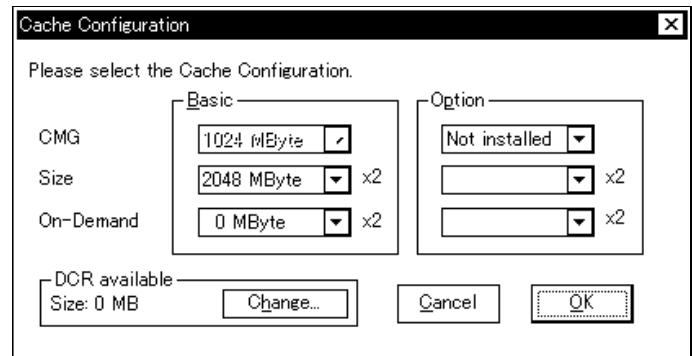 Cache Configuration
Please select the Cache Configuration.
Basic Option
CMG 1024 MByte Not installed
Size 2048 MByte x2 x2
On-Demand 0 MByte x2 x2
DCR available
Size: 0 MB Change... Cancel OK